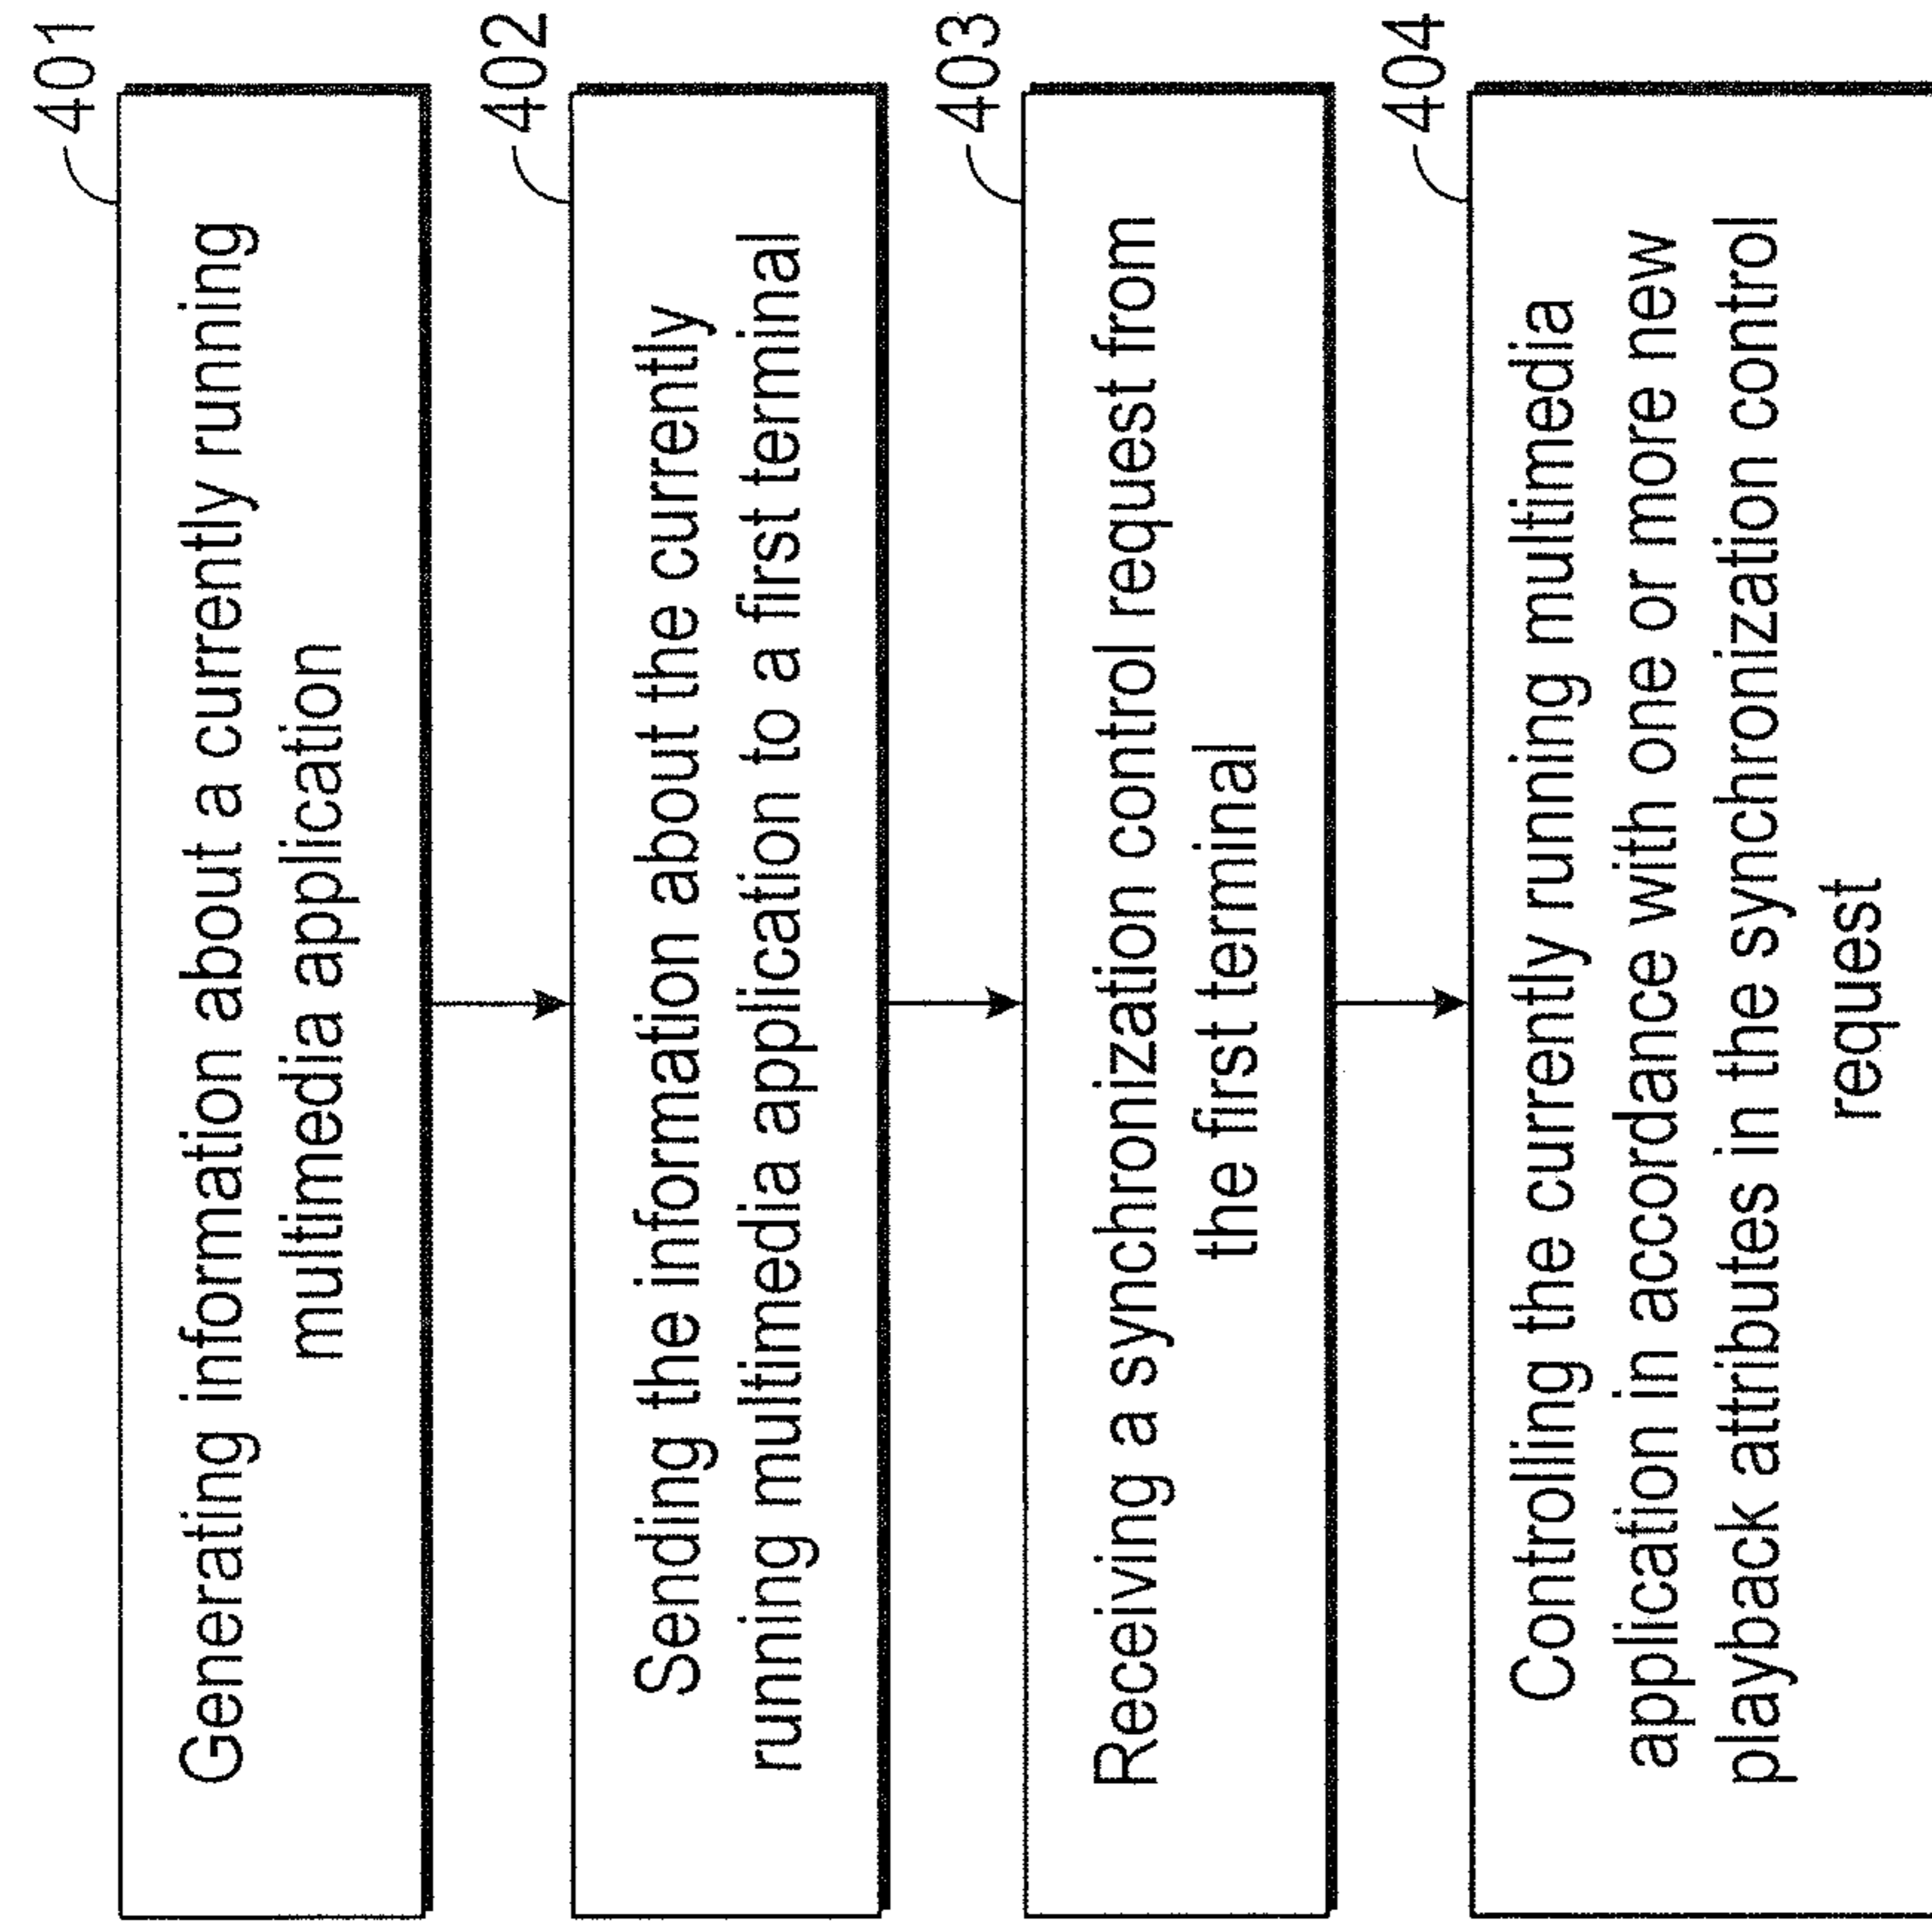 401
Generating information about a currently running
multimedia application
402
Sending the information about the currently
running multimedia application to a first terminal
403
Receiving a synchronization control request from
the first terminal
404
Controlling the currently running multimedia
application in accordance with one or more new
playback attributes in the synchronization control
request